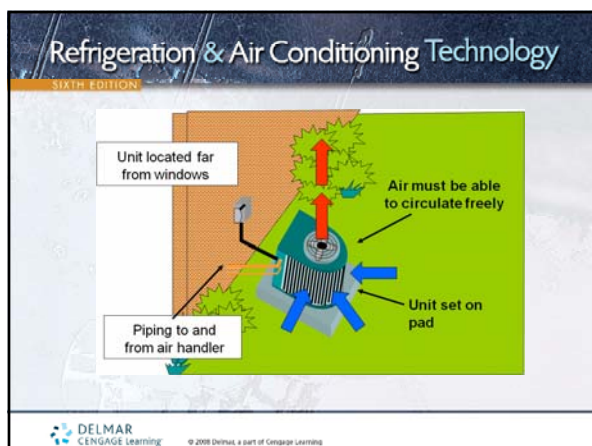 Refrigeration & Air Conditioning Technology
SIXTH EDITION
Unit located far
from windows
Air must be able
to circulate freely
Unit set on
pad
Piping to and
from air handler
DELMAR
CENGAGE Learning
© 2008 Delmar, a part of Cengage Learning